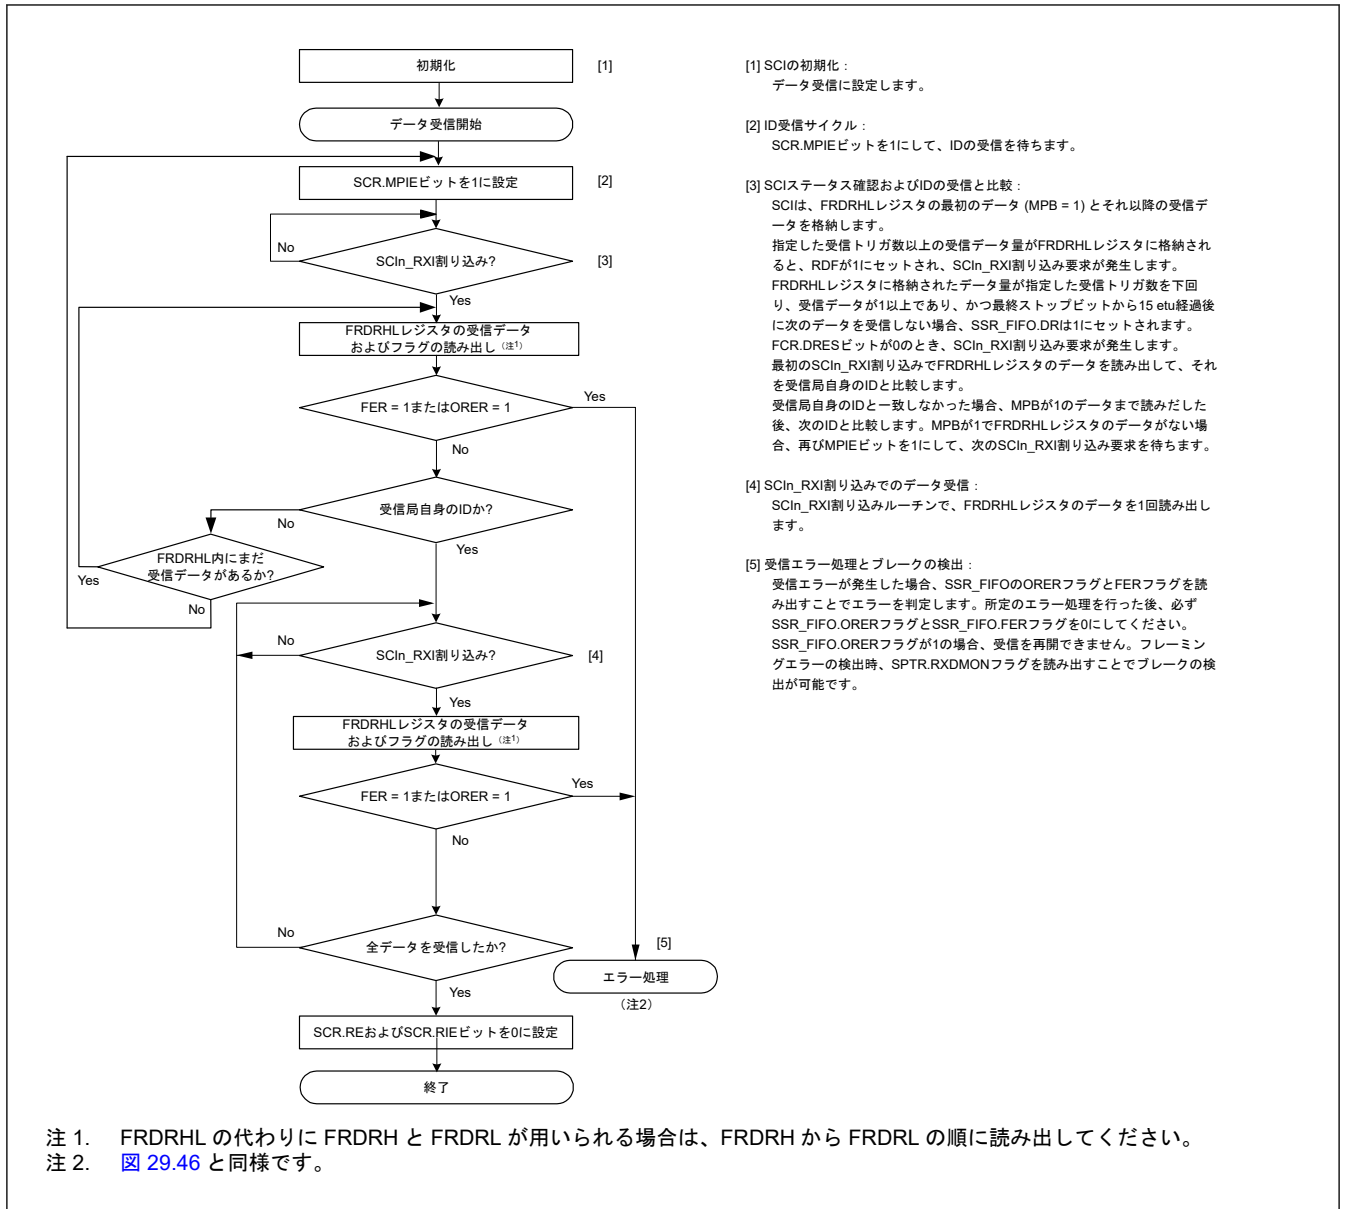 初期化
[1]
データ受信開始
SCR.MPIEビットを1に設定
[2]
No
SCIn_RXI割り込み?
[3]
Yes
FRDRHLレジスタの受信データ
およびフラグの読み出し（注1）
FER = 1またはORER = 1
Yes
No
受信局自身のIDか?
No
Yes
FRDRHL内にまだ
受信データがあるか?
Yes
No
No
SCIn_RXI割り込み?
[4]
Yes
FRDRHLレジスタの受信データ
およびフラグの読み出し（注1）
FER = 1またはORER = 1
Yes
No
No
全データを受信したか?
[5]
エラー処理
（注2）
Yes
SCR.REおよびSCR.RIEビットを0に設定
終了
[1] SCIの初期化：
データ受信に設定します。
[2] ID受信サイクル：
SCR.MPIEビットを1にして、IDの受信を待ちます。
[3] SCIステータス確認およびIDの受信と比較：
SCIは、FRDRHLレジスタの最初のデータ (MPB = 1) とそれ以降の受信デ
ータを格納します。
指定した受信トリガ数以上の受信データ量がFRDRHLレジスタに格納され
ると、RDFが1にセットされ、SCIn_RXI割り込み要求が発生します。
FRDRHLレジスタに格納されたデータ量が指定した受信トリガ数を下回
り、受信データが1以上であり、かつ最終ストップビットから15 etu経過後
に次のデータを受信しない場合、SSR_FIFO.DRは1にセットされます。
FCR.DRESビットが0のとき、SCIn_RXI割り込み要求が発生します。
最初のSCIn_RXI割り込みでFRDRHLレジスタのデータを読み出して、それ
を受信局自身のIDと比較します。
受信局自身のIDと一致しなかった場合、MPBが1のデータまで読みだした
後、次のIDと比較します。MPBが1でFRDRHLレジスタのデータがない場
合、再びMPIEビットを1にして、次のSCIn_RXI割り込み要求を待ちます。
[4] SCIn_RXI割り込みでのデータ受信：
SCIn_RXI割り込みルーチンで、FRDRHLレジスタのデータを1回読み出し
ます。
[5] 受信エラー処理とブレークの検出：
受信エラーが発生した場合、SSR_FIFOのORERフラグとFERフラグを読
み出すことでエラーを判定します。所定のエラー処理を行った後、必ず
SSR_FIFO.ORERフラグとSSR_FIFO.FERフラグを0にしてください。
SSR_FIFO.ORERフラグが1の場合、受信を再開できません。フレーミン
グエラーの検出時、SPTR.RXDMONフラグを読み出すことでブレークの検
出が可能です。
注 1. FRDRHL の代わりに FRDRH と FRDRL が用いられる場合は、FRDRH から FRDRL の順に読み出してください。
注 2. 図 29.46 と同様です。